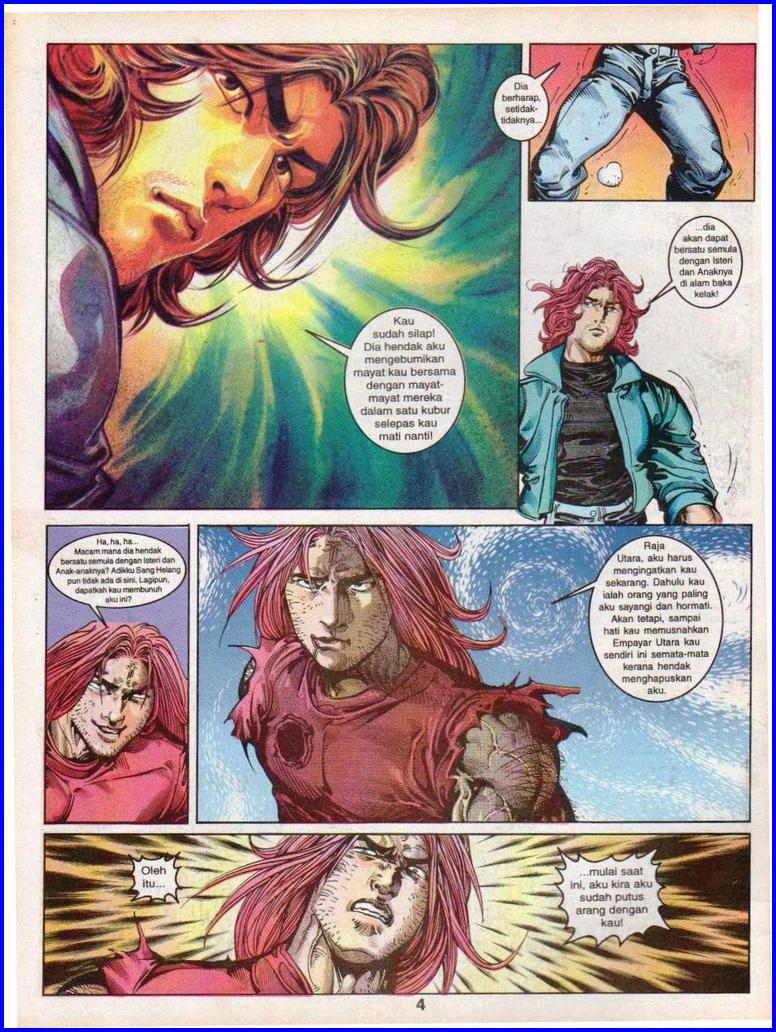 Kau
sudah silap!
Dia hendak aku
mengebumikan
mayat kau bersama
dengan mayat-
mayat mereka
dalam satu kubur
selepas kau
mati nanti!
Dia
berharap,
setidak-
tidaknya...
...dia
akan dapat
bersatu semula
dengan Isteri
dan Anaknya
di alam baka
kelak!
Ha, ha, ha...
Macam mana dia hendak
bersatu semula dengan Isteri dan
Anak-anaknya? Adikku Sang Helang
pun tidak ada di sini. Lagipun,
dapatkah kau membunuh
aku ini?
Raja
Utara, aku harus
mengingatkan kau
sekarang. Dahulu kau
ialah orang yang paling
aku sayangi dan hormati.
Akan tetapi, sampai
hati kau memusnahkan
Empayar Utara kau
sendiri ini semata-mata
kerana hendak
menghapuskan
aku.
Oleh
itu...
...mulai saat
ini, aku kira aku
sudah putus
arang dengan
kau!
4